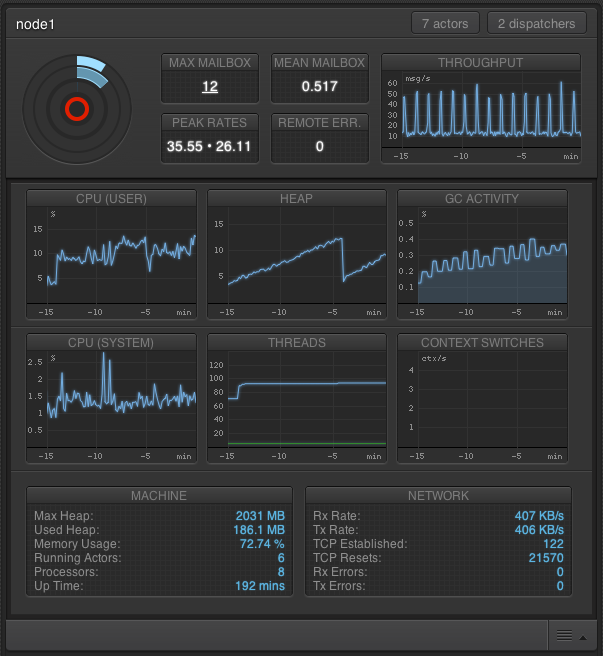 node1
7 actors
2 dispatchers
MAX MAILBOX
12
MEAN MAILBOX
0.517
THROUGHPUT
msg/s
60
50
40
30
20
10
-15 -10 -5 min
PEAK RATES
35.55 • 26.11
REMOTE ERR.
0
CPU (USER)
%
15
10
5
-15 -10 -5 min
HEAP
15
10
5
-15 -10 -5 min
GC ACTIVITY
%
0.5
0.4
0.3
0.2
0.1
-15 -10 -5 min
CPU (SYSTEM)
%
2.5
2
1.5
1
0.5
-15 -10 -5 min
THREADS
120
100
80
60
40
20
-15 -10 -5 min
CONTEXT SWITCHES
ctx/s
4
3
2
1
-15 -10 -5 min
MACHINE
Max Heap: 2031 MB
Used Heap: 186.1 MB
Memory Usage: 72.74 %
Running Actors: 6
Processors: 8
Up Time: 192 mins
NETWORK
Rx Rate: 407 KB/s
Tx Rate: 406 KB/s
TCP Established: 122
TCP Resets: 21570
Rx Errors: 0
Tx Errors: 0